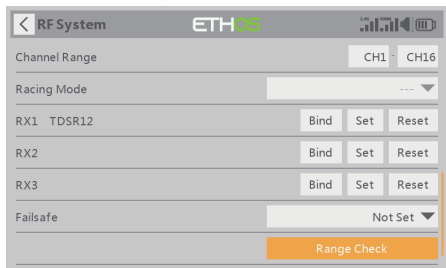 RF System ETHOS
Channel Range CH1 - CH16
Racing Mode ---
RX1 TDSR12 Bind Set Reset
RX2 Bind Set Reset
RX3 Bind Set Reset
Failsafe Not Set
Range Check